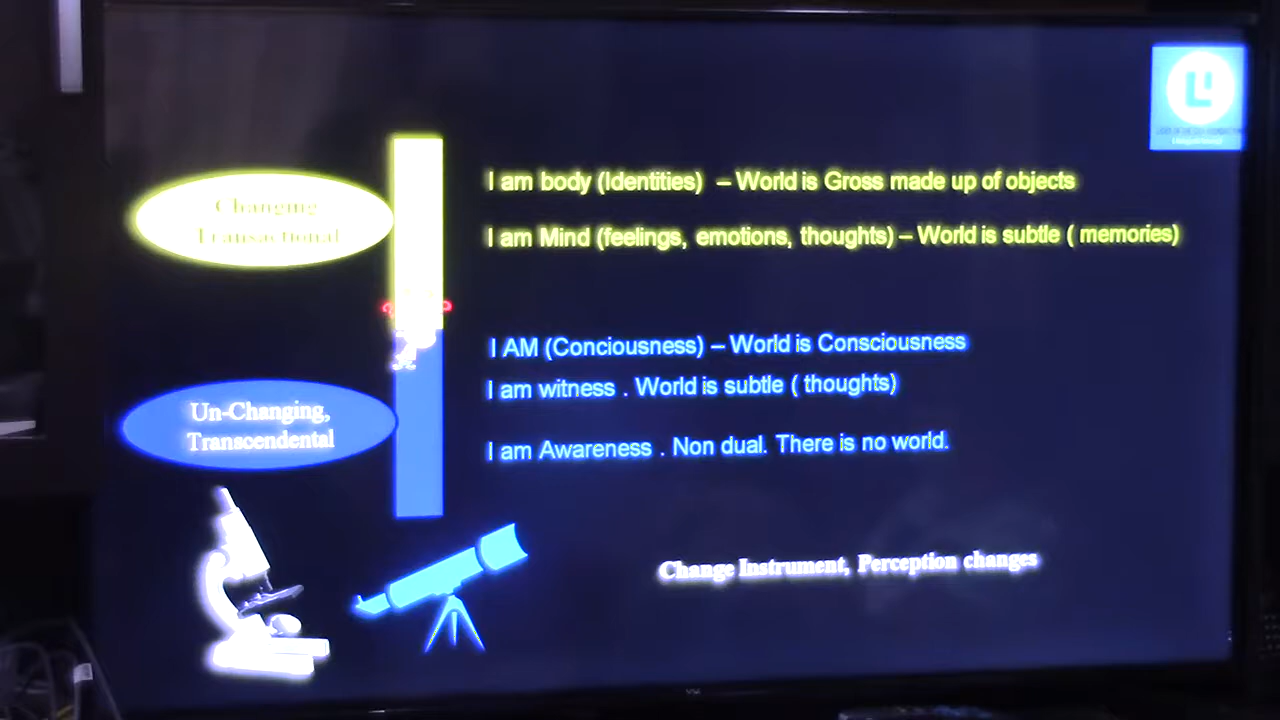 Changing
Transactional
I am body (Identities) – World is Gross made up of objects
I am Mind (feelings, emotions, thoughts) – World is subtle ( memories)
I AM (Conciousness) – World is Consciousness
I am witness . World is subtle ( thoughts)
Un-Changing,
Transcendental
I am Awareness . Non dual. There is no world.
Change Instrument, Perception changes